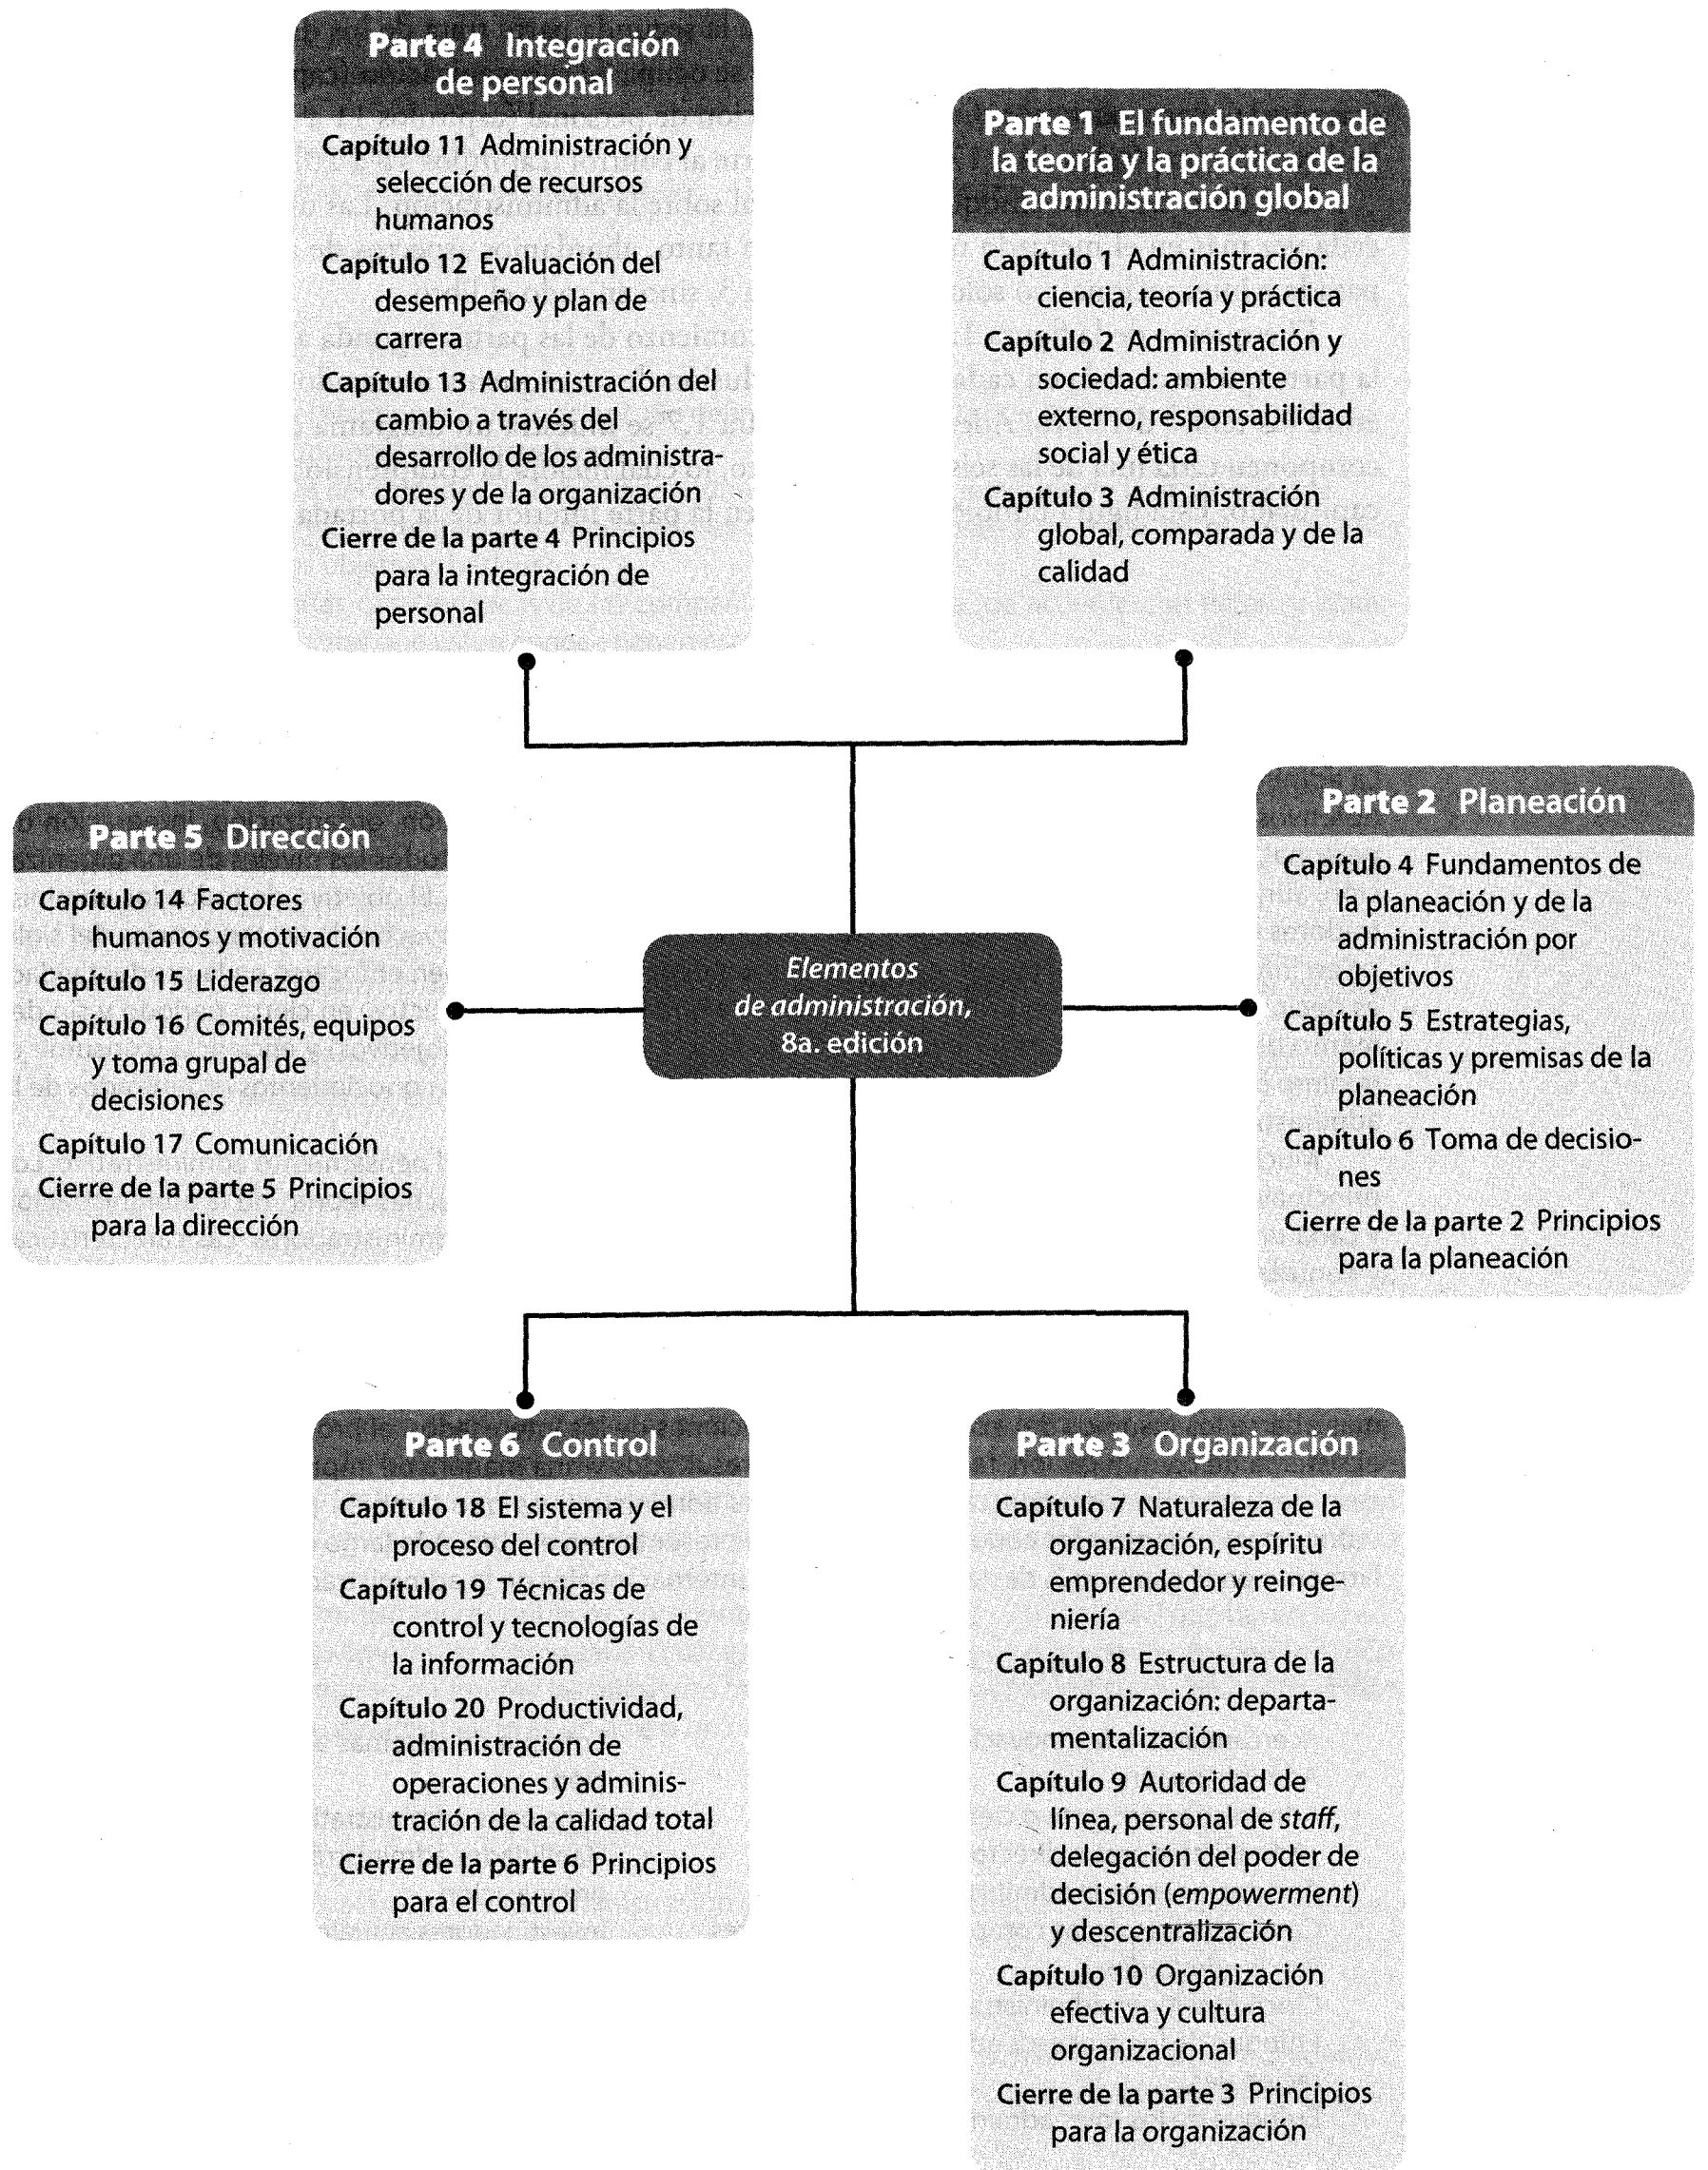 Parte 4 Integración
de personal
Capítulo 11 Administración y
selección de recursos
humanos
Capítulo 12 Evaluación del
desempeño y plan de
carrera
Capítulo 13 Administración del
cambio a través del
desarrollo de los administra-
dores y de la organización
Cierre de la parte 4 Principios
para la integración de
personal
Parte 1 El fundamento de
la teoría y la práctica de la
administración global
Capítulo 1 Administración:
ciencia, teoría y práctica
Capítulo 2 Administración y
sociedad: ambiente
externo, responsabilidad
social y ética
Capítulo 3 Administración
global, comparada y de la
calidad
Parte 5 Dirección
Capítulo 14 Factores
humanos y motivación
Capítulo 15 Liderazgo
Capítulo 16 Comités, equipos
y toma grupal de
decisiones
Capítulo 17 Comunicación
Cierre de la parte 5 Principios
para la dirección
Elementos
de administración,
8a. edición
Parte 2 Planeación
Capítulo 4 Fundamentos de
la planeación y de la
administración por
objetivos
Capítulo 5 Estrategias,
políticas y premisas de la
planeación
Capítulo 6 Toma de decisio-
nes
Cierre de la parte 2 Principios
para la planeación
Parte 6 Control
Capítulo 18 El sistema y el
proceso del control
Capítulo 19 Técnicas de
control y tecnologías de
la información
Capítulo 20 Productividad,
administración de
operaciones y adminis-
tración de la calidad total
Cierre de la parte 6 Principios
para el control
Parte 3 Organización
Capítulo 7 Naturaleza de la
organización, espíritu
emprendedor y reinge-
niería
Capítulo 8 Estructura de la
organización: departa-
mentalización
Capítulo 9 Autoridad de
línea, personal de staff,
delegación del poder de
decisión (empowerment)
y descentralización
Capítulo 10 Organización
efectiva y cultura
organizacional
Cierre de la parte 3 Principios
para la organización